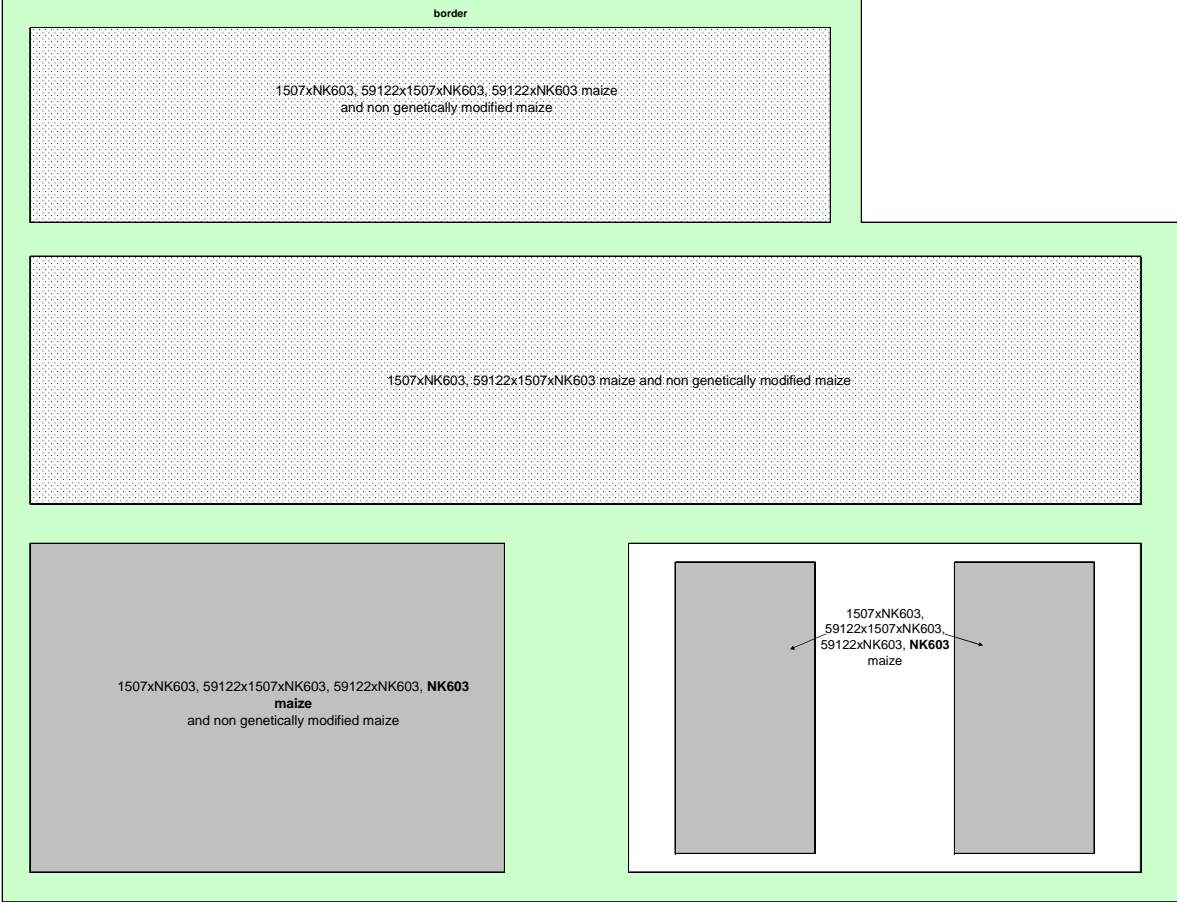 border
1507xNK603, 59122x1507xNK603, 59122xNK603 maize
and non genetically modified maize
1507xNK603, 59122x1507xNK603 maize and non genetically modified maize
1507xNK603, 59122x1507xNK603, 59122xNK603, NK603
maize
and non genetically modified maize
1507xNK603,
59122x1507xNK603,
59122xNK603, NK603
maize